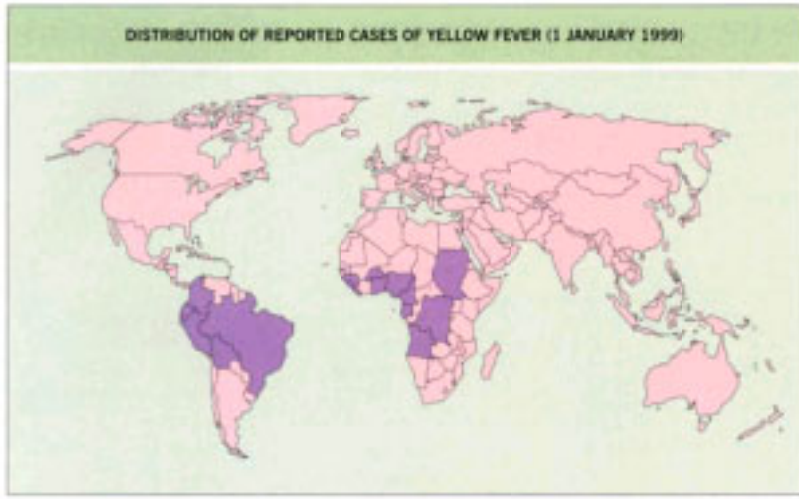 DISTRIBUTION OF REPORTED CASES OF YELLOW FEVER (1 JANUARY 1999)